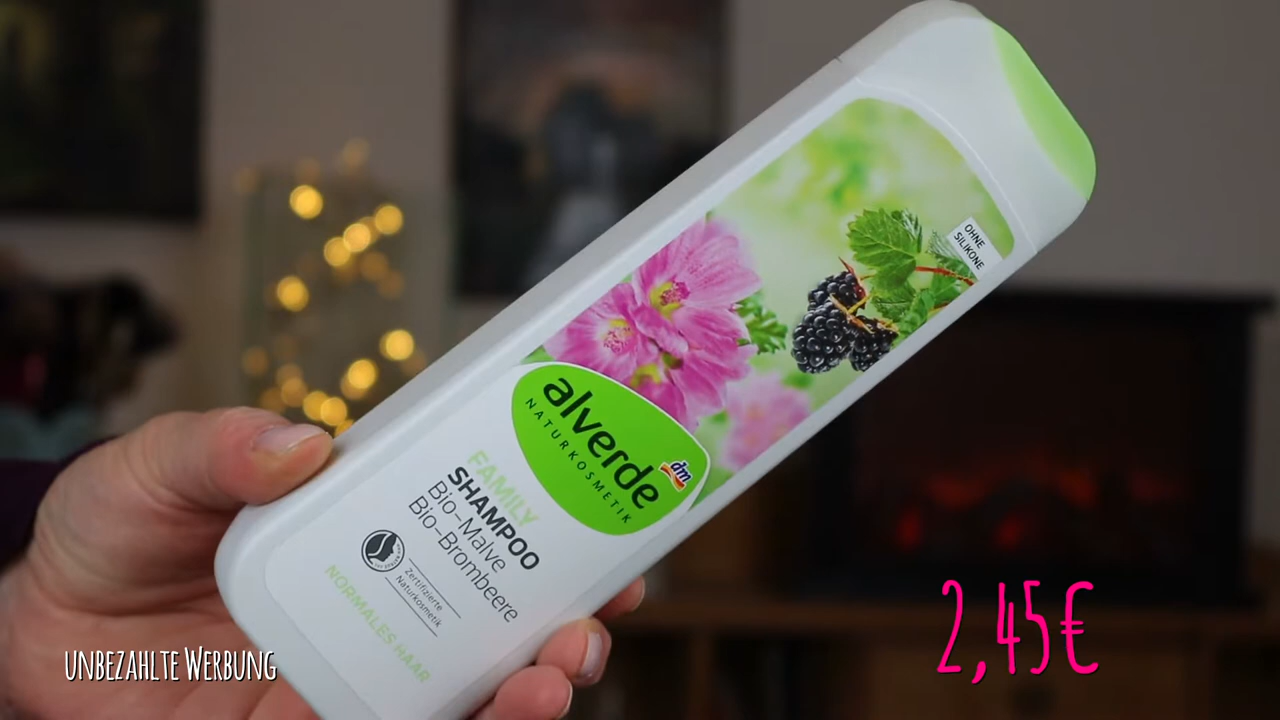 OHNE
SILIKONE
alverde
NATURKOSMETIK
dm
FAMILY
SHAMPOO
Bio-Malve
Bio-Brombeere
Zertifizierte
Naturkosmetik
NORMALES HAAR
UNBEZAHLTE WERBUNG
2,45€